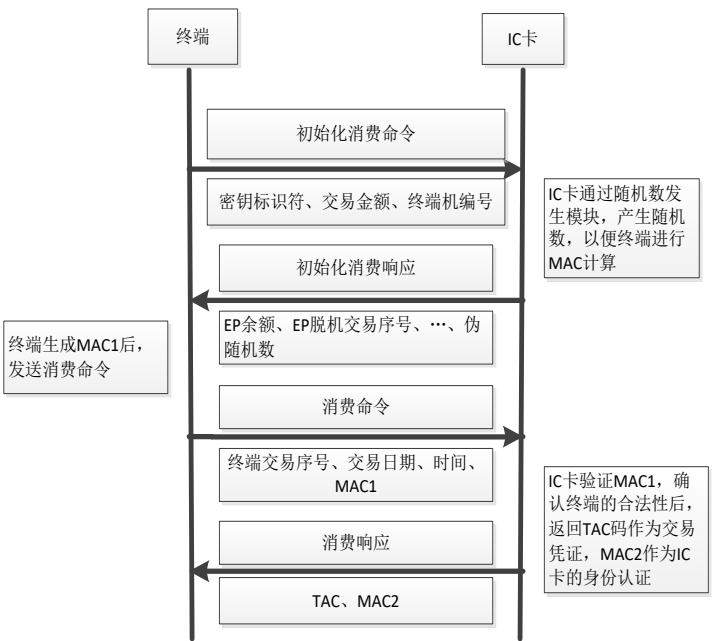 终端
IC卡
初始化消费命令
密钥标识符、交易金额、终端机编号
IC卡通过随机数发
生模块，产生随机
数，以便终端进行
MAC计算
初始化消费响应
EP余额、EP脱机交易序号、…、伪
随机数
终端生成MAC1后，
发送消费命令
消费命令
终端交易序号、交易日期、时间、
MAC1
IC卡验证MAC1，确
认终端的合法性后，
返回TAC码作为交易
凭证，MAC2作为IC
卡的身份认证
消费响应
TAC、MAC2